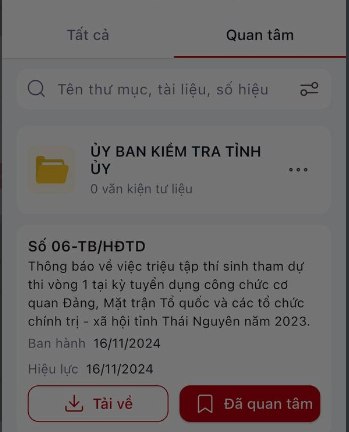 Tất cả
Quan tâm
Tên thư mục, tài liệu, số hiệu
ỦY BAN KIỂM TRA TỈNH
ỦY
0 văn kiện tư liệu
Số 06-TB/HĐTD
Thông báo về việc triệu tập thí sinh tham dự
thi vòng 1 tại kỳ tuyển dụng công chức cơ
quan Đảng, Mặt trận Tổ quốc và các tổ chức
chính trị - xã hội tỉnh Thái Nguyên năm 2023.
Ban hành 16/11/2024
Hiệu lực 16/11/2024
Tải về
Đã quan tâm